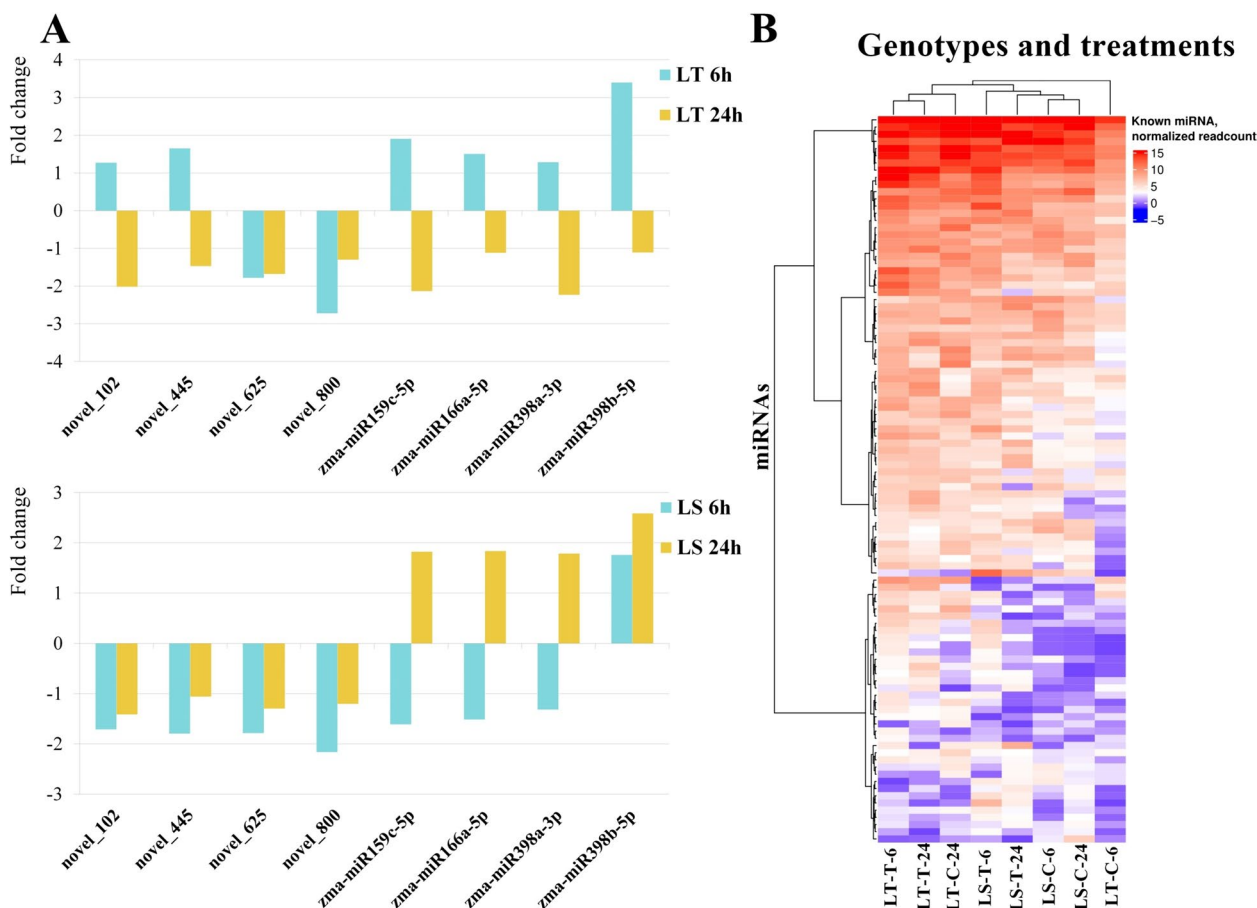 A
Fold change
4
3
2
1
0
-1
-2
-3
-4
LT 6h
LT 24h
novel_102
novel_445
novel_625
novel_800
zma-miR159c-5p
zma-miR166a-5p
zma-miR398a-3p
zma-miR398b-5p
Fold change
3
2
1
0
-1
-2
-3
LS 6h
LS 24h
novel_102
novel_445
novel_625
novel_800
zma-miR159c-5p
zma-miR166a-5p
zma-miR398a-3p
zma-miR398b-5p
B
Genotypes and treatments
Known miRNA,
normalized readcount
15
10
5
0
−5
miRNAs
LT-T-6
LT-T-24
LT-C-24
LS-T-6
LS-T-24
LS-C-6
LS-C-24
LT-C-6